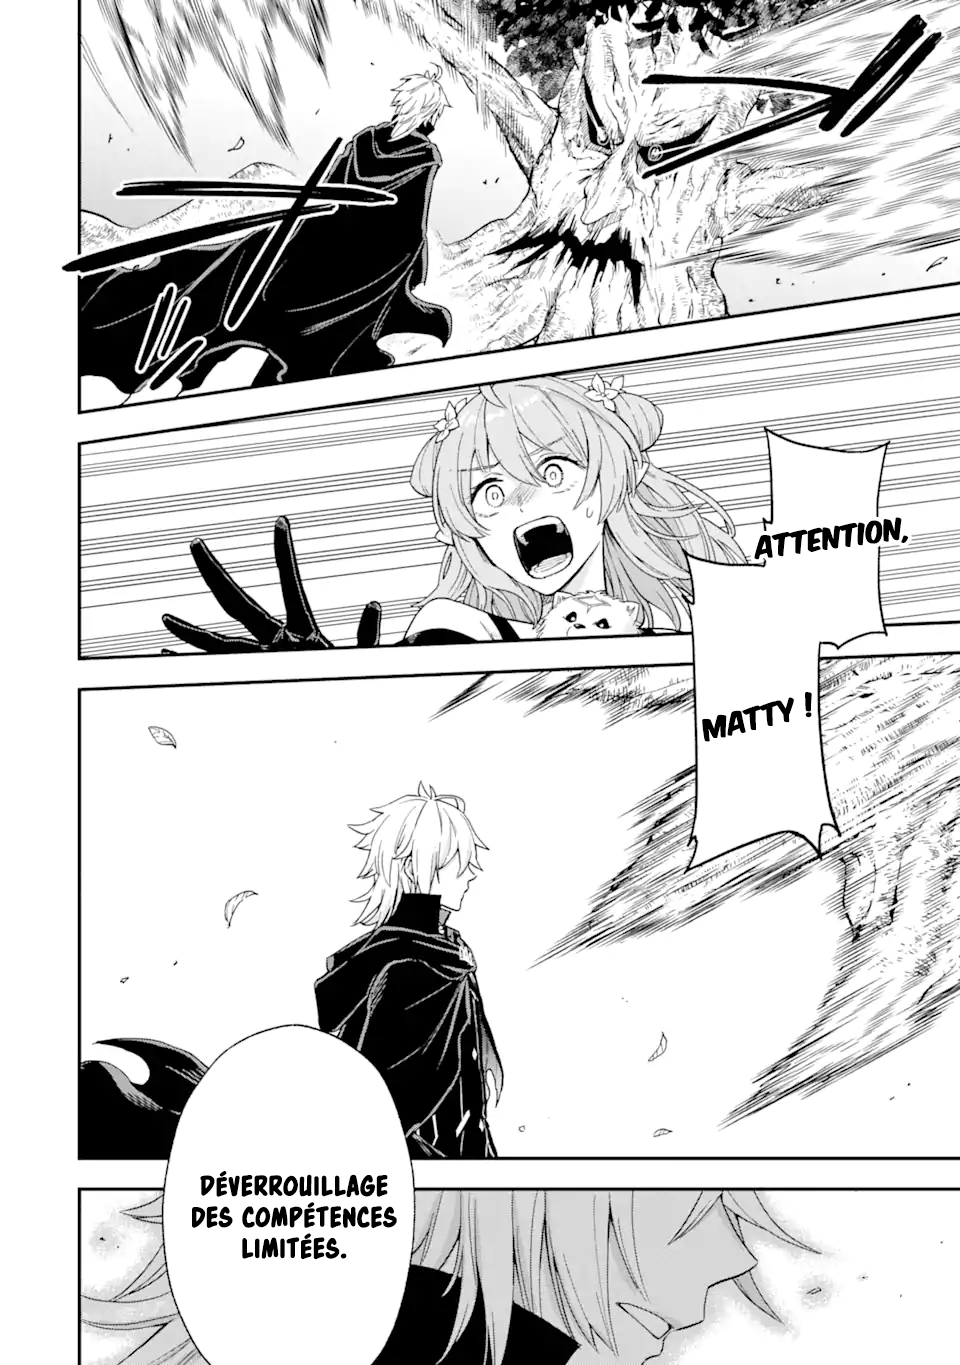 ATTENTION,
MATTY !
DÉVERROUILLAGE
DES COMPÉTENCES
LIMITÉES.